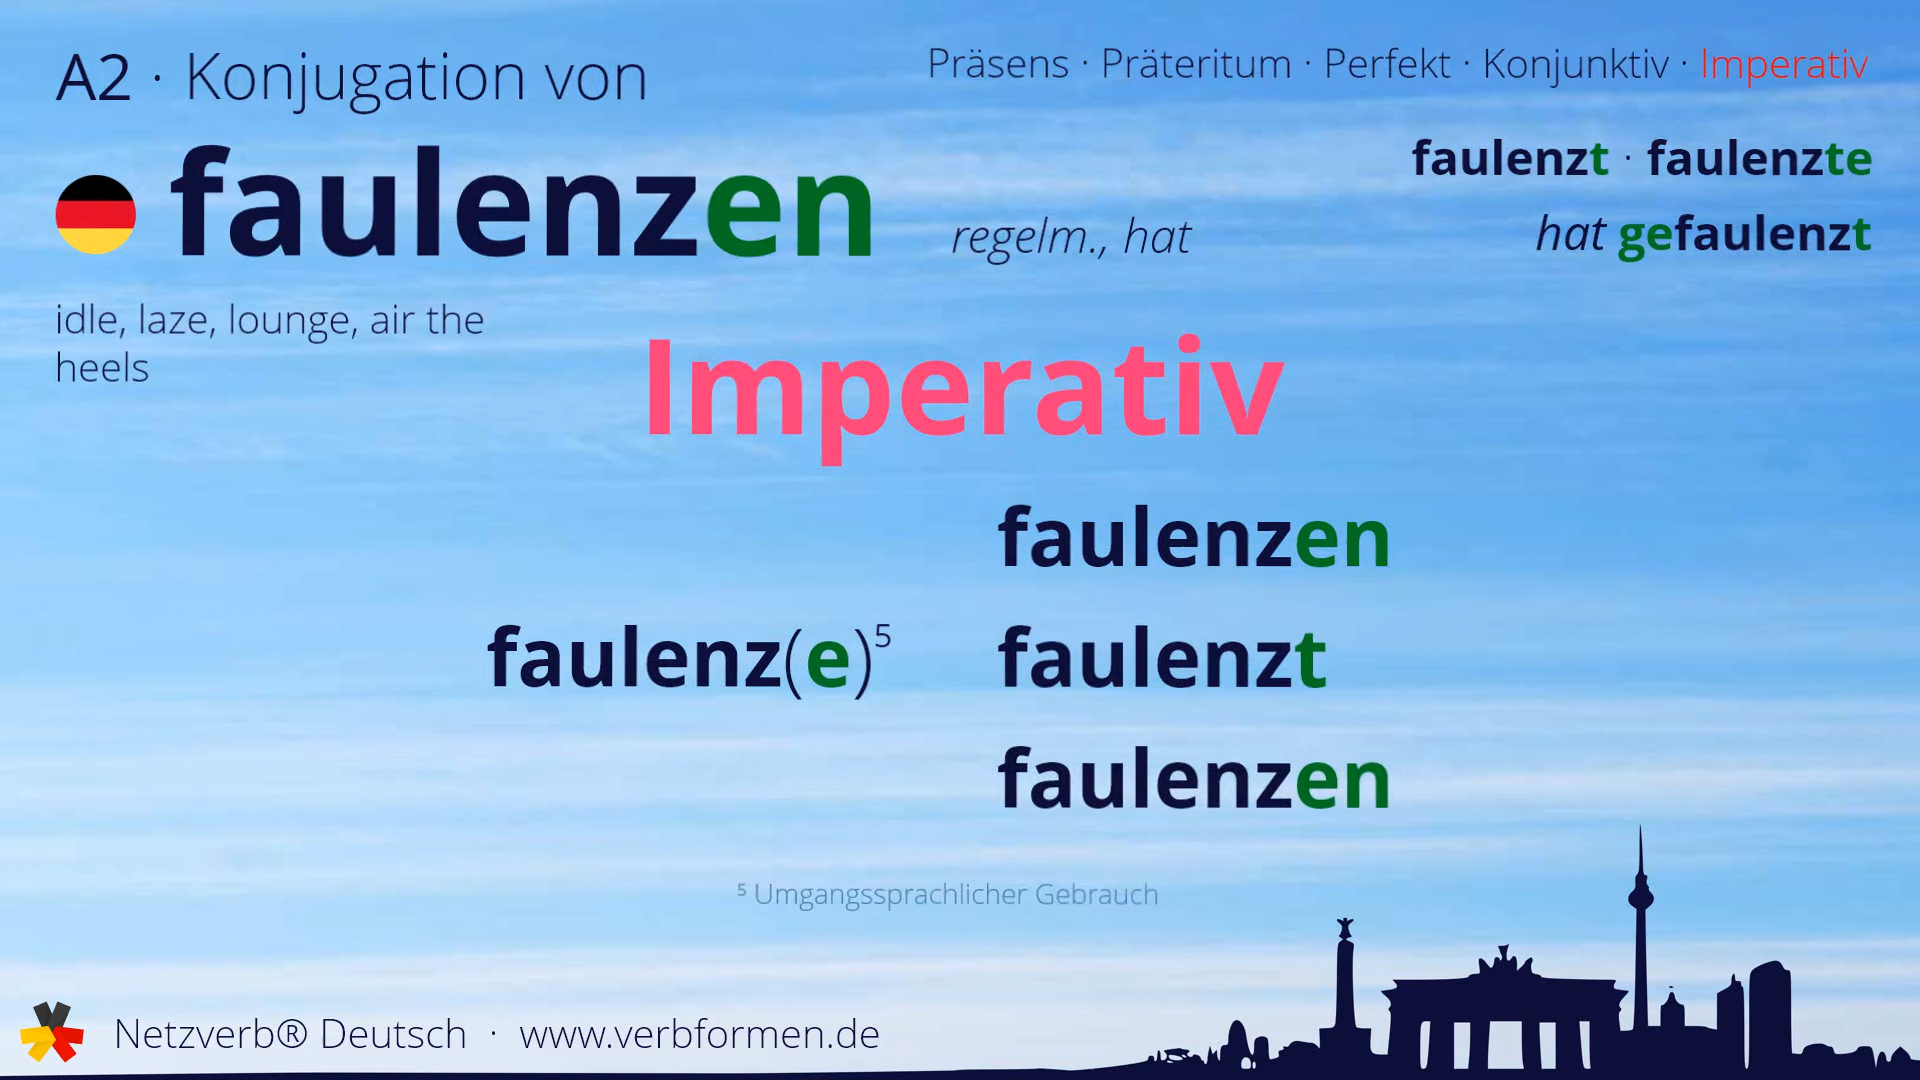 A2 · Konjugation von
Präsens · Präteritum · Perfekt · Konjunktiv · Imperativ
faulenzen
regelm., hat
faulenzt · faulenzte
hat gefaulenzt
idle, laze, lounge, air the
heels
Imperativ
faulenzen
faulenz(e)⁵ faulenzt
faulenzen
⁵ Umgangssprachlicher Gebrauch
Netzverb® Deutsch · www.verbformen.de